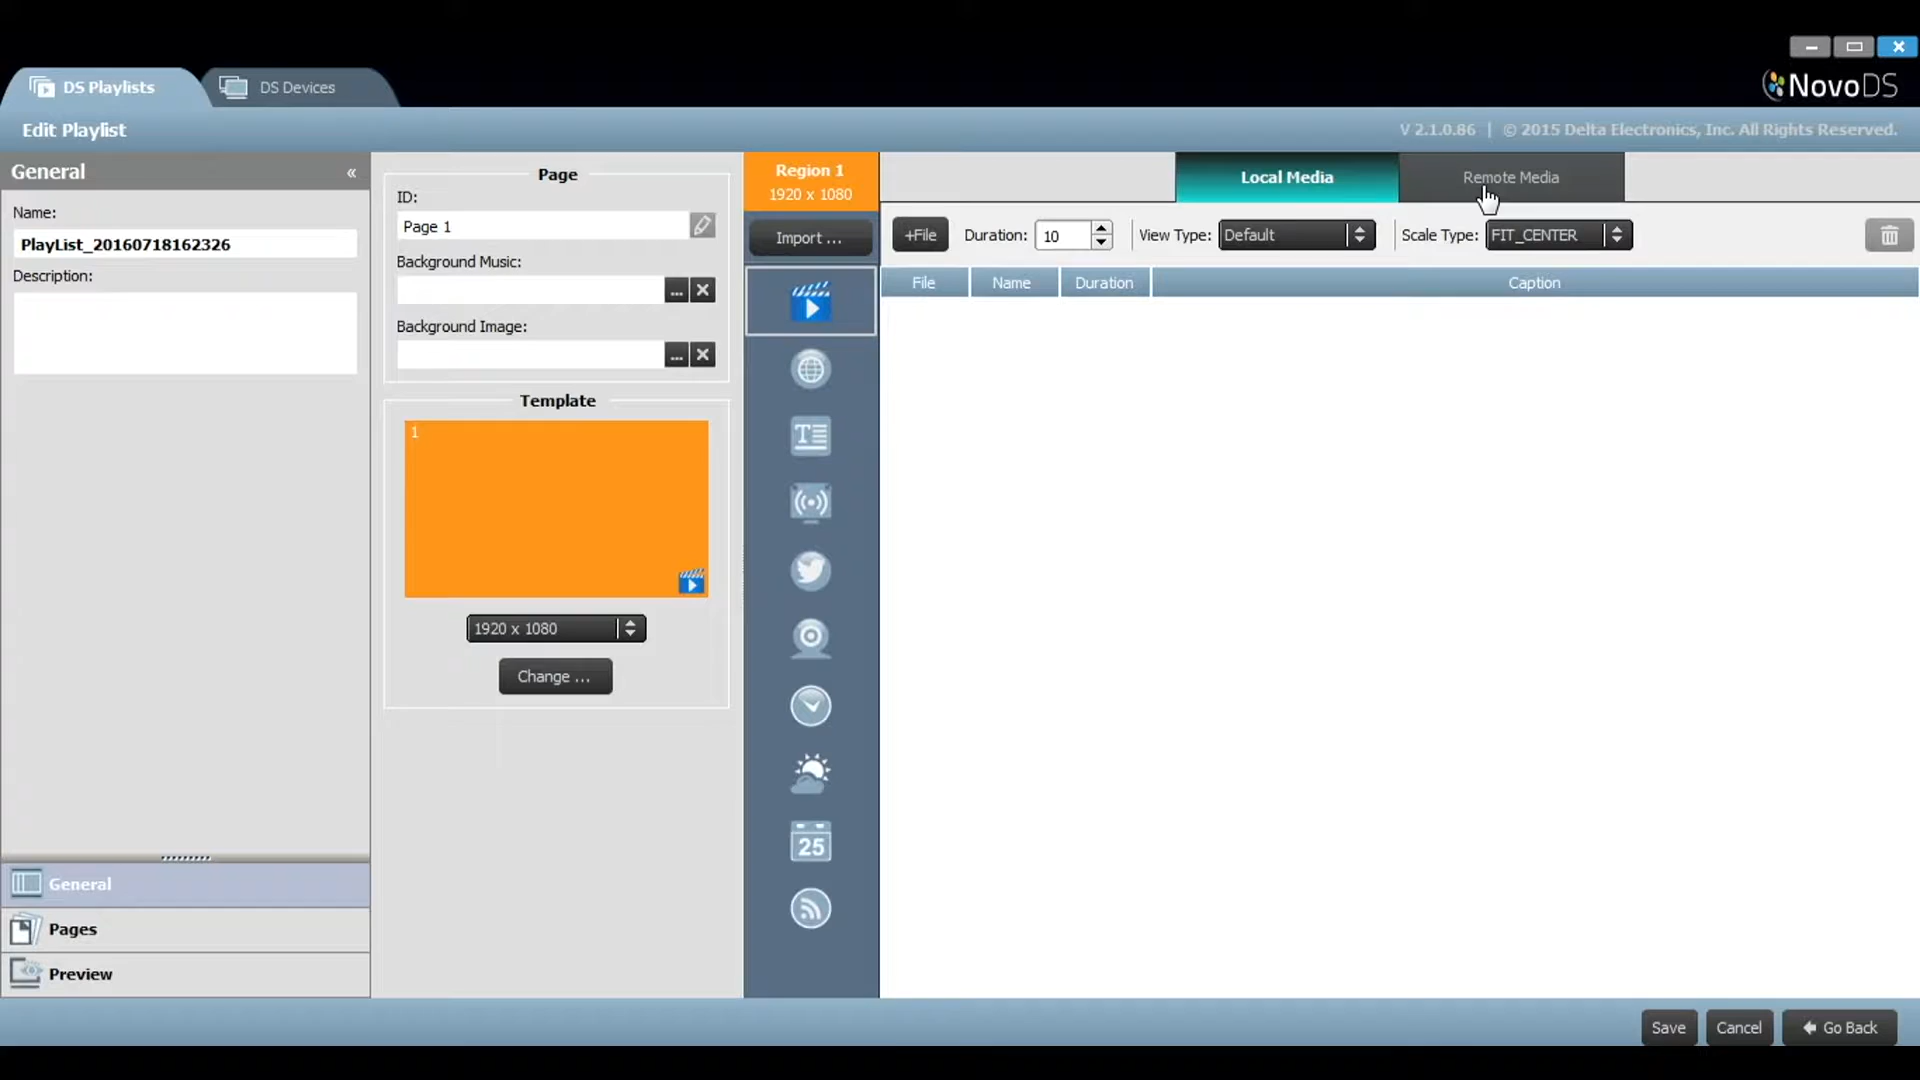 DS Playlists
DS Devices
NovoDS
Edit Playlist
V 2.1.0.86 | © 2015 Delta Electronics, Inc. All Rights Reserved.
General «
Name:
PlayList_20160718162326
Description:
General
Pages
Preview
Page
ID:
Page 1
Background Music:
...
Background Image:
...
Template
1
1920 x 1080
Change ...
Region 1
1920 x 1080
Import ...
25
Local Media
Remote Media
+File Duration: 10 View Type: Default Scale Type: FIT_CENTER
File Name Duration Caption
Save Cancel Go Back